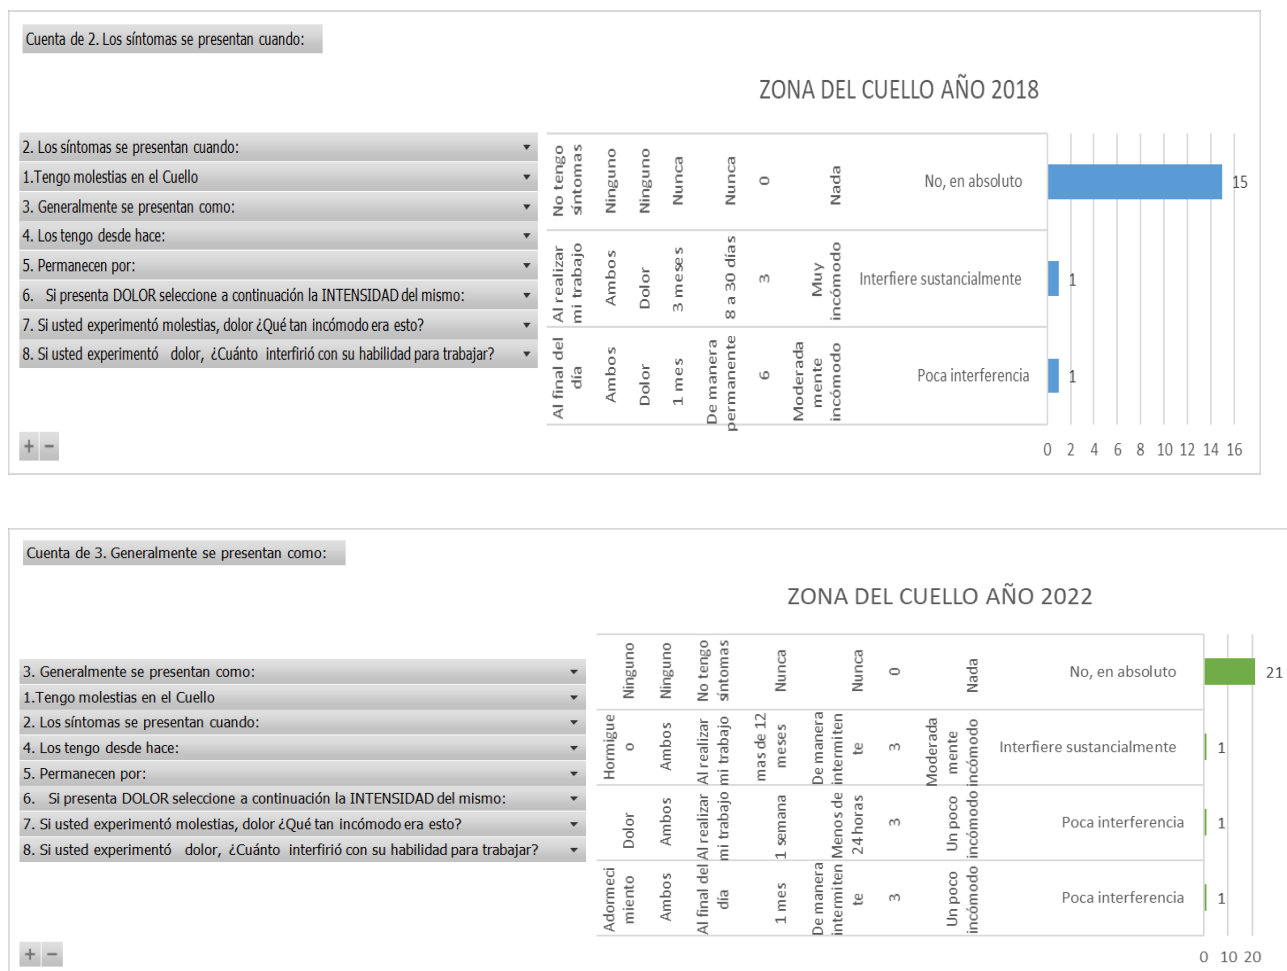 Cuenta de 2. Los síntomas se presentan cuando:
ZONA DEL CUELLO AÑO 2018
2. Los síntomas se presentan cuando:
1.Tengo molestias en el Cuello
3. Generalmente se presentan como:
4. Los tengo desde hace:
5. Permanecen por:
6. Si presenta DOLOR seleccione a continuación la INTENSIDAD del mismo:
7. Si usted experimentó molestias, dolor ¿Qué tan incómodo era esto?
8. Si usted experimentó dolor, ¿Cuánto interfirió con su habilidad para trabajar?
No tengo
síntomas
Ninguno
Ninguno
Nunca
Nunca
0
Nada
No, en absoluto
15
Al realizar
mi trabajo
Ambos
Dolor
3 meses
8 a 30 días
3
Muy
incómodo
Interfiere sustancialmente
1
Al final del
día
Ambos
Dolor
1 mes
De manera
permanente
6
Moderada
mente
incómodo
Poca interferencia
1
+ −
0 2 4 6 8 10 12 14 16
Cuenta de 3. Generalmente se presentan como:
ZONA DEL CUELLO AÑO 2022
3. Generalmente se presentan como:
1.Tengo molestias en el Cuello
2. Los síntomas se presentan cuando:
4. Los tengo desde hace:
5. Permanecen por:
6. Si presenta DOLOR seleccione a continuación la INTENSIDAD del mismo:
7. Si usted experimentó molestias, dolor ¿Qué tan incómodo era esto?
8. Si usted experimentó dolor, ¿Cuánto interfirió con su habilidad para trabajar?
Ninguno
Ninguno
No tengo
síntomas
Nunca
Nunca
0
Nada
No, en absoluto
21
Hormigue
o
Ambos
Al realizar
mi trabajo
mas de 12
meses
De manera
intermiten
te
3
Moderada
mente
incómodo
Interfiere sustancialmente
1
Dolor
Ambos
Al realizar
mi trabajo
1 semana
Menos de
24 horas
3
Un poco
incómodo
Poca interferencia
1
Adormeci
miento
Ambos
Al final del
día
1 mes
De manera
intermiten
te
3
Un poco
incómodo
Poca interferencia
1
+ −
0 10 20